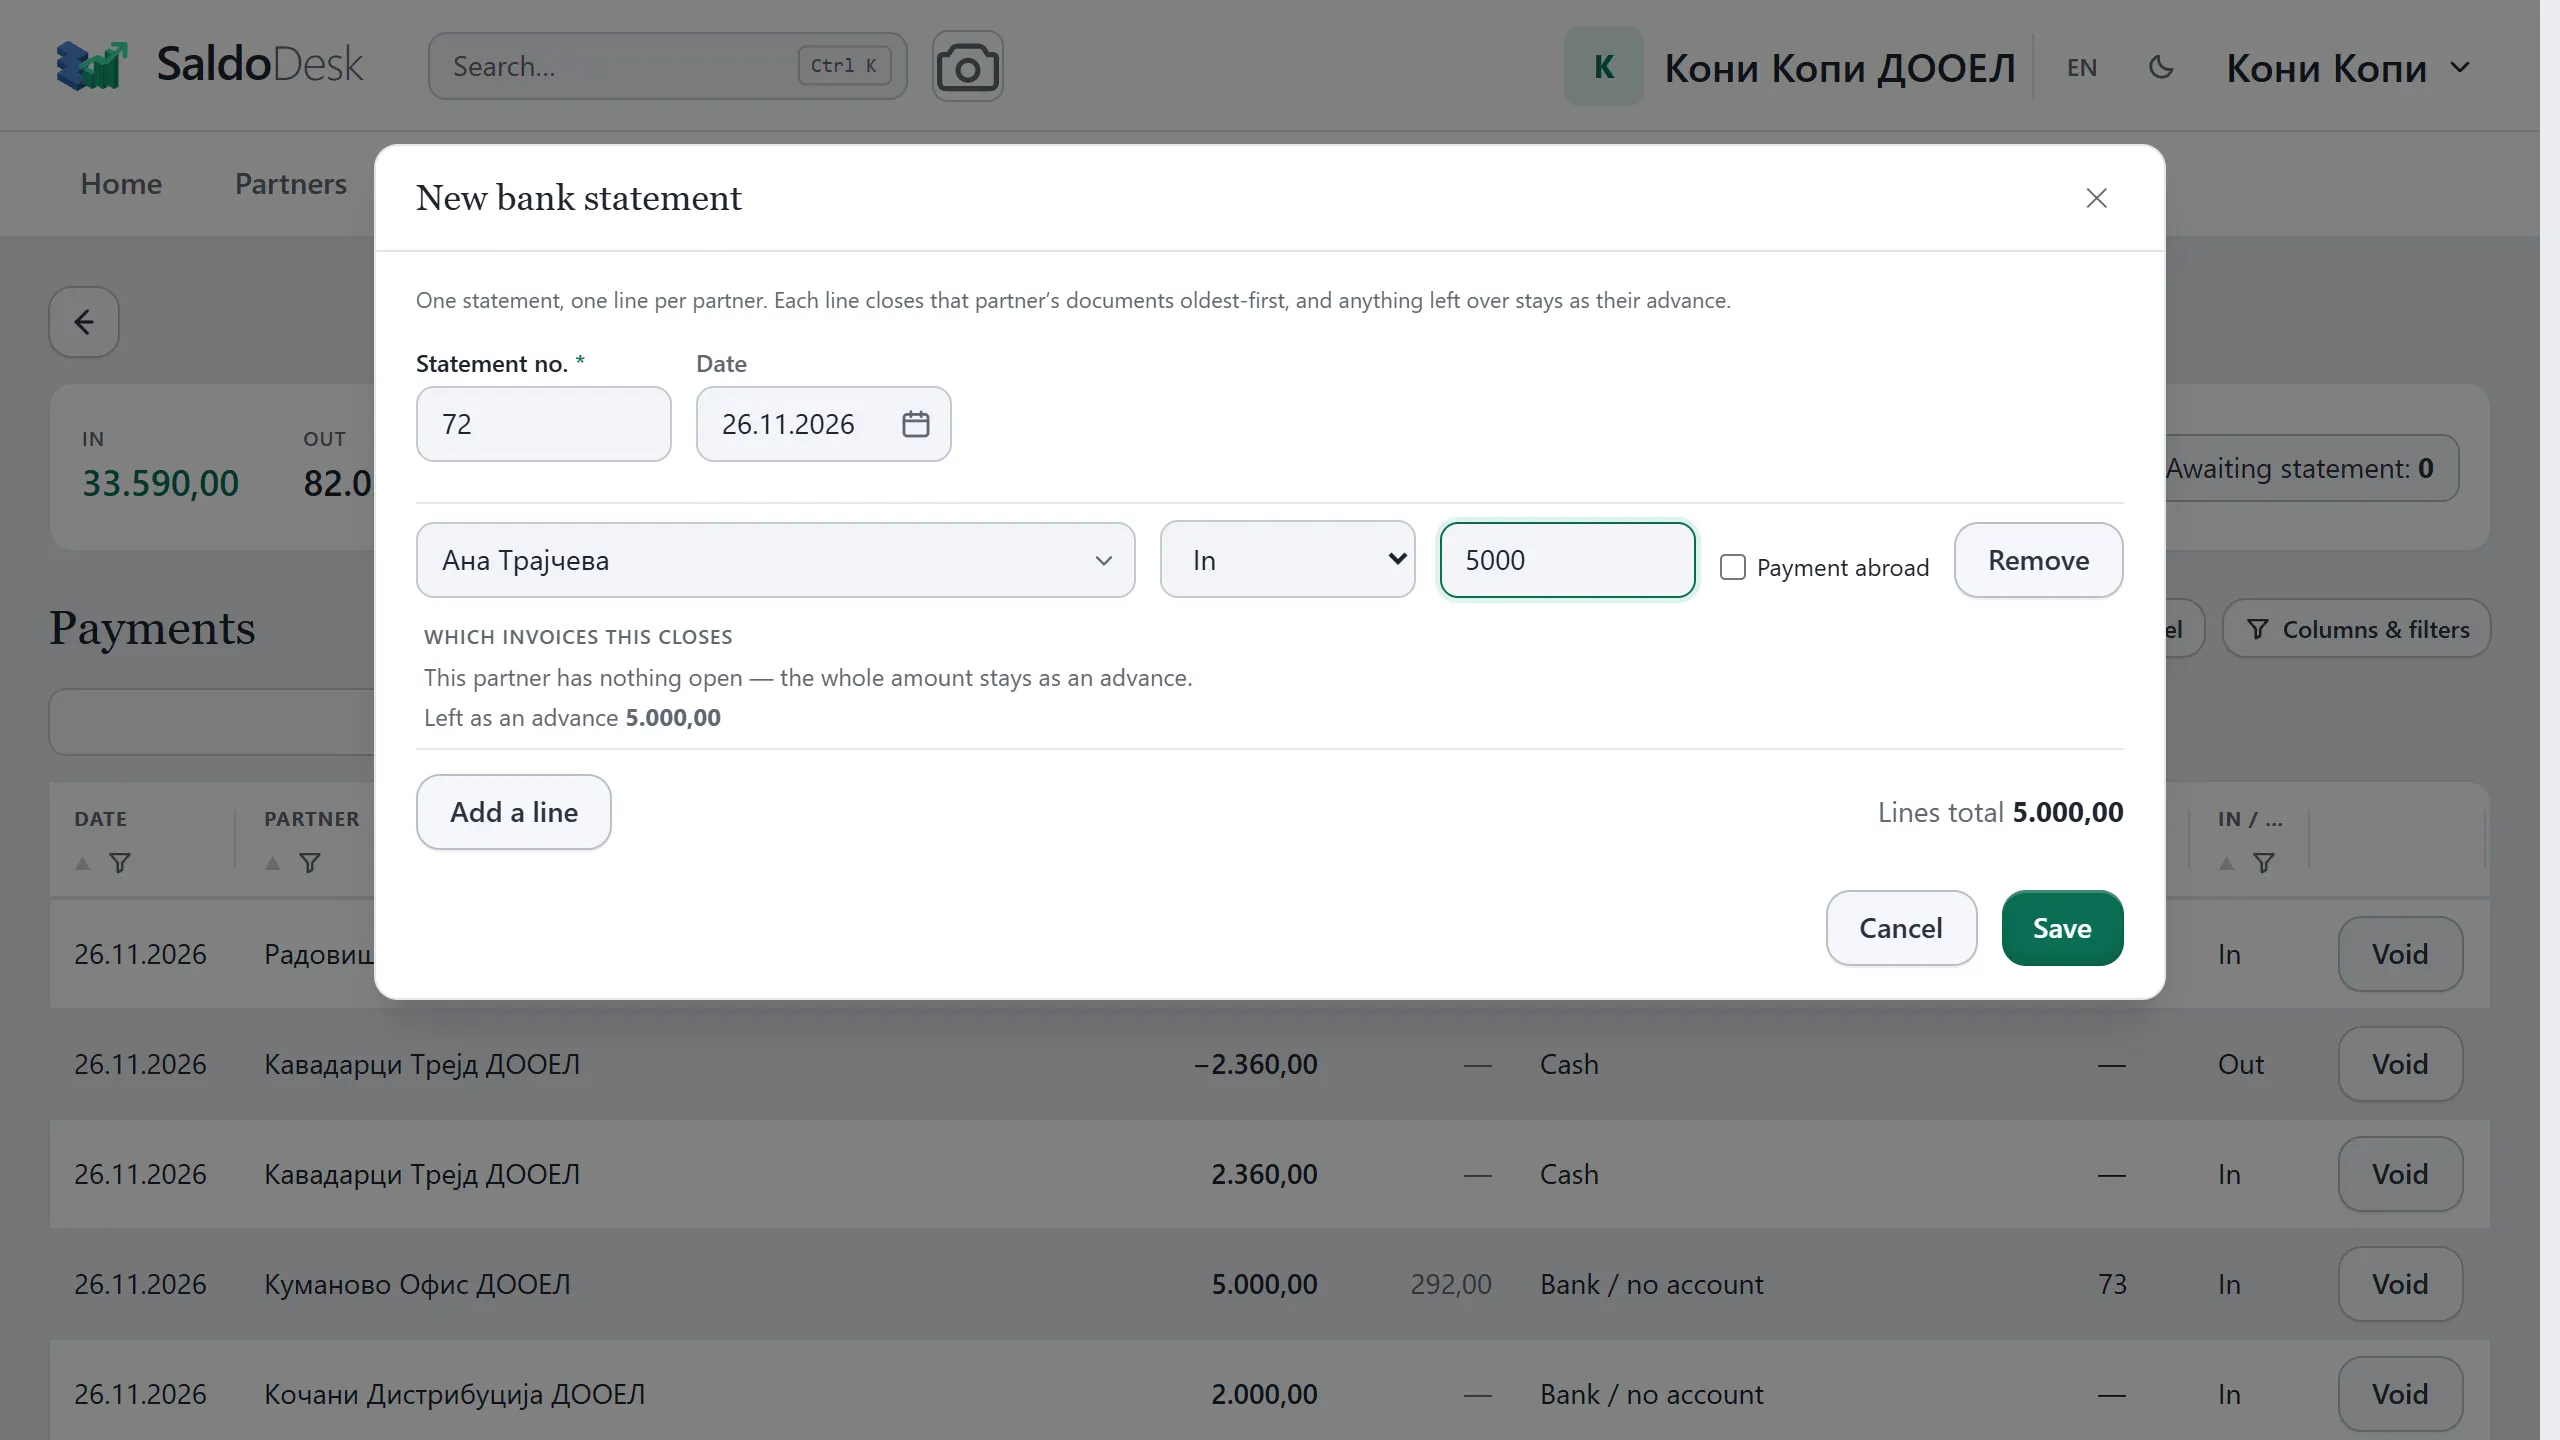 SaldoDesk
Search...
Ctrl K
K
Кони Копи ДООЕЛ
EN
Кони Копи
Home
Partners
New bank statement
One statement, one line per partner. Each line closes that partner’s documents oldest-first, and anything left over stays as their advance.
Statement no. *
Date
72
26.11.2026
IN
OUT
33.590,00
82.0
Awaiting statement: 0
Ана Трајчева
In
5000
Payment abroad
Remove
WHICH INVOICES THIS CLOSES
This partner has nothing open — the whole amount stays as an advance.
Left as an advance 5.000,00
Payments
el
Columns & filters
Add a line
Lines total 5.000,00
Cancel
Save
DATE
PARTNER
IN / ...
26.11.2026
Радовиш
In
Void
26.11.2026
Кавадарци Трејд ДООЕЛ
–2.360,00
—
Cash
—
Out
Void
26.11.2026
Кавадарци Трејд ДООЕЛ
2.360,00
—
Cash
—
In
Void
26.11.2026
Куманово Офис ДООЕЛ
5.000,00
292,00
Bank / no account
73
In
Void
26.11.2026
Кочани Дистрибуција ДООЕЛ
2.000,00
—
Bank / no account
—
In
Void